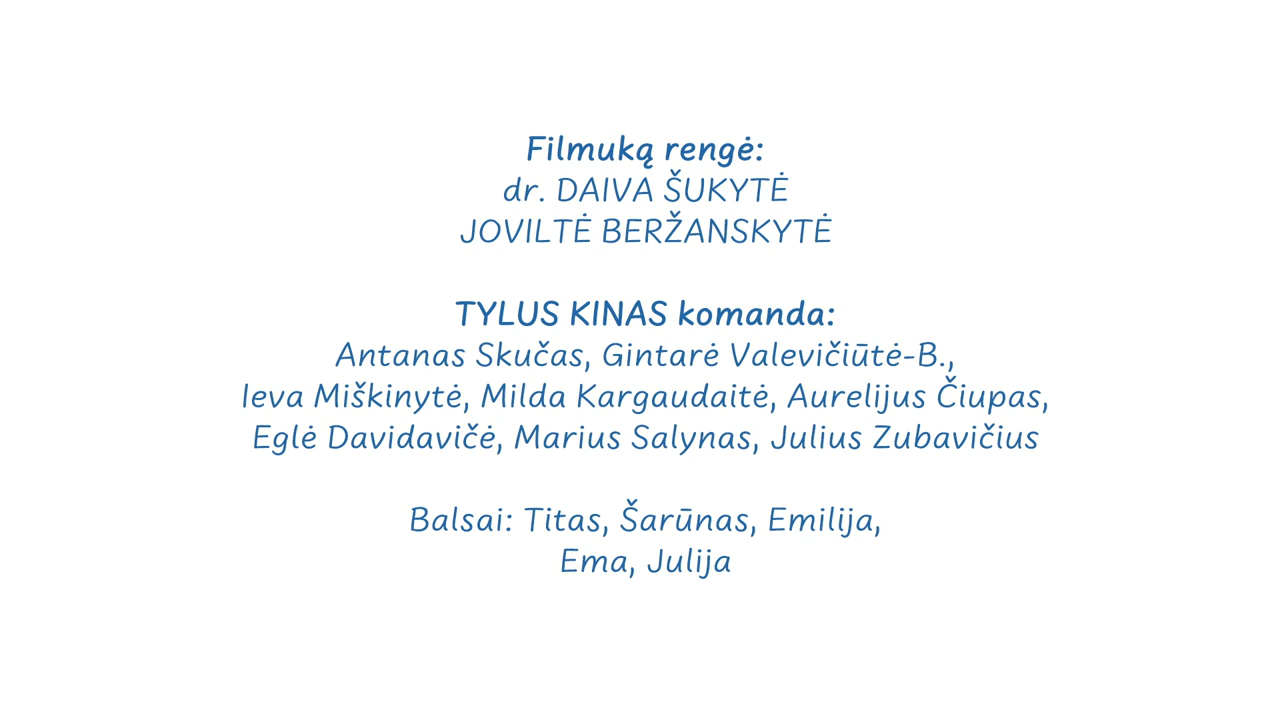 Filmuką rengė:
dr. DAIVA ŠUKYTĖ
JOVILTĖ BERŽANSKYTĖ
TYLUS KINAS komanda:
Antanas Skučas, Gintarė Valevičiūtė-B.,
Ieva Miškinytė, Milda Kargaudaitė, Aurelijus Čiupas,
Eglė Davidavičė, Marius Salynas, Julius Zubavičius
Balsai: Titas, Šarūnas, Emilija,
Ema, Julija